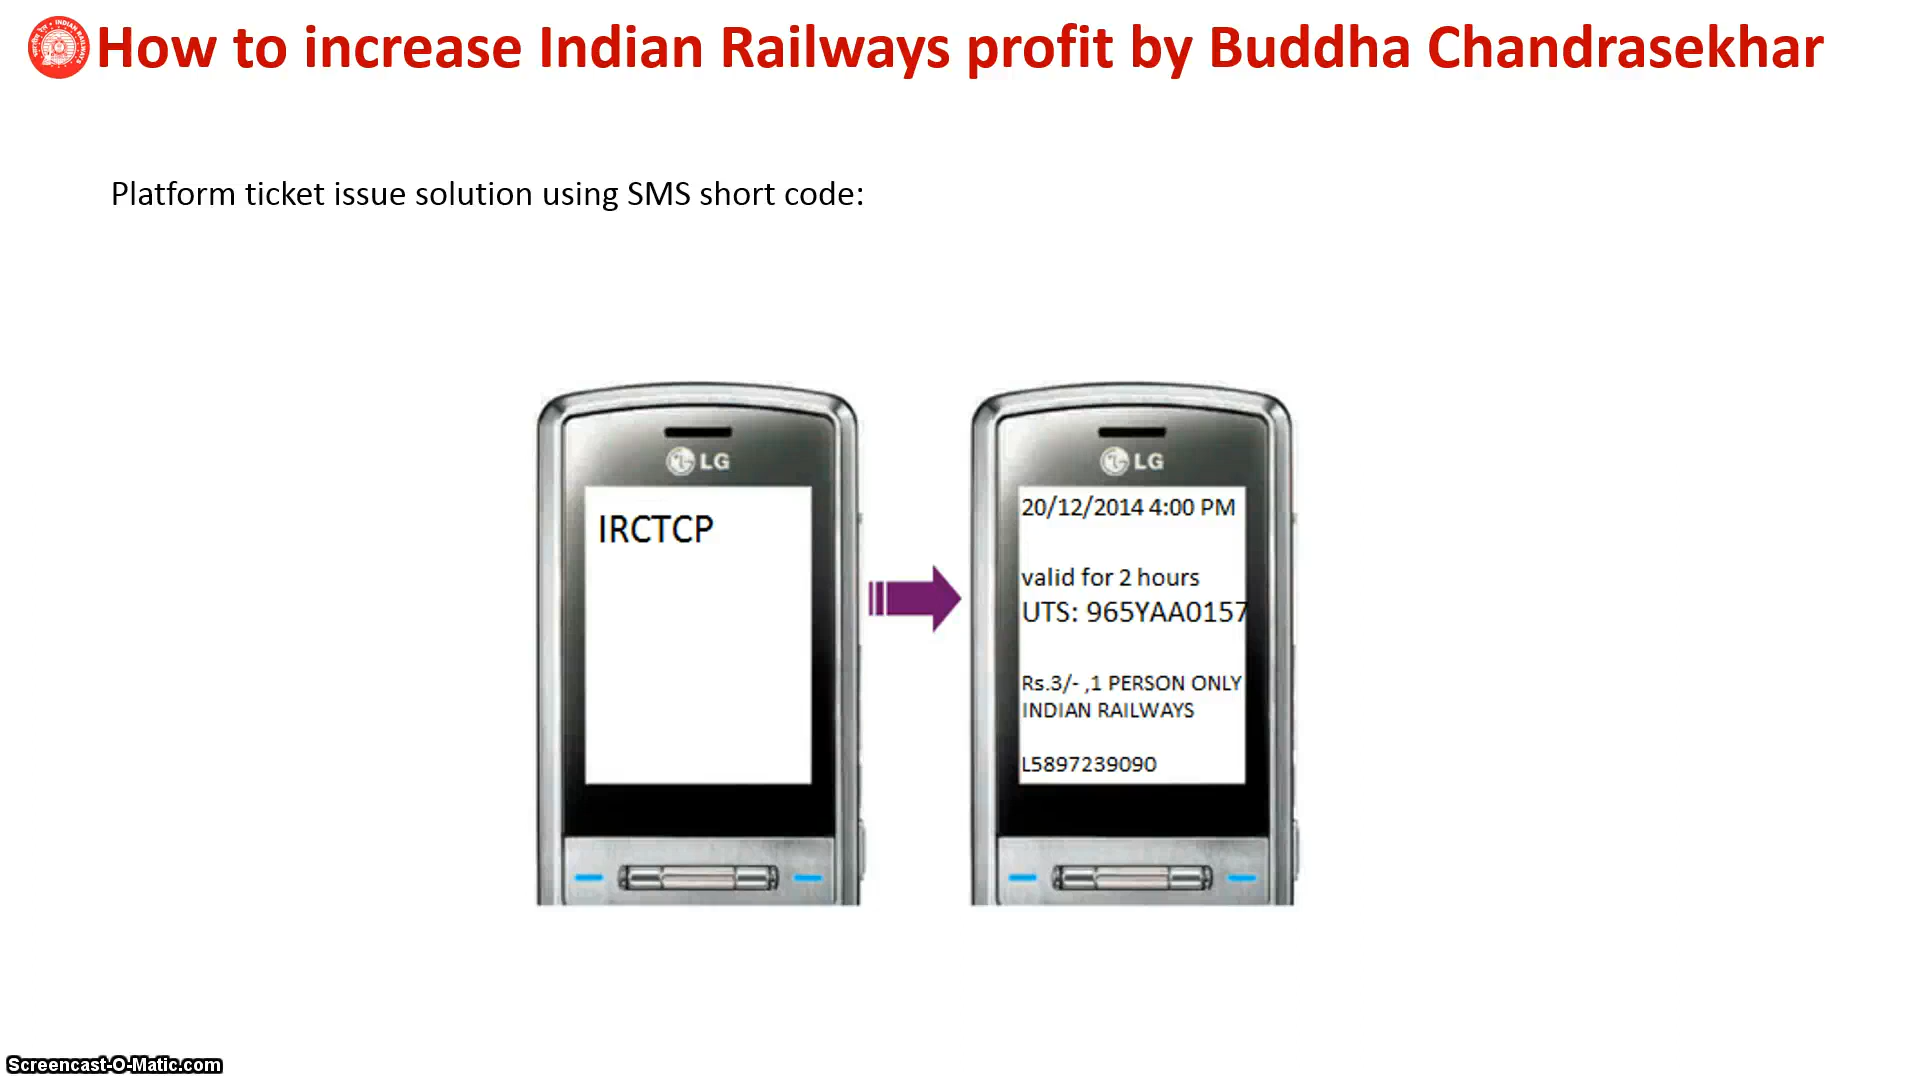 How to increase Indian Railways profit by Buddha Chandrasekhar
INDIAN RAILWAYS
Platform ticket issue solution using SMS short code:
LG
IRCTCP
LG
20/12/2014 4:00 PM
valid for 2 hours
UTS: 965YAA0157
Rs.3/- ,1 PERSON ONLY
INDIAN RAILWAYS
L5897239090
Screencast-O-Matic.com